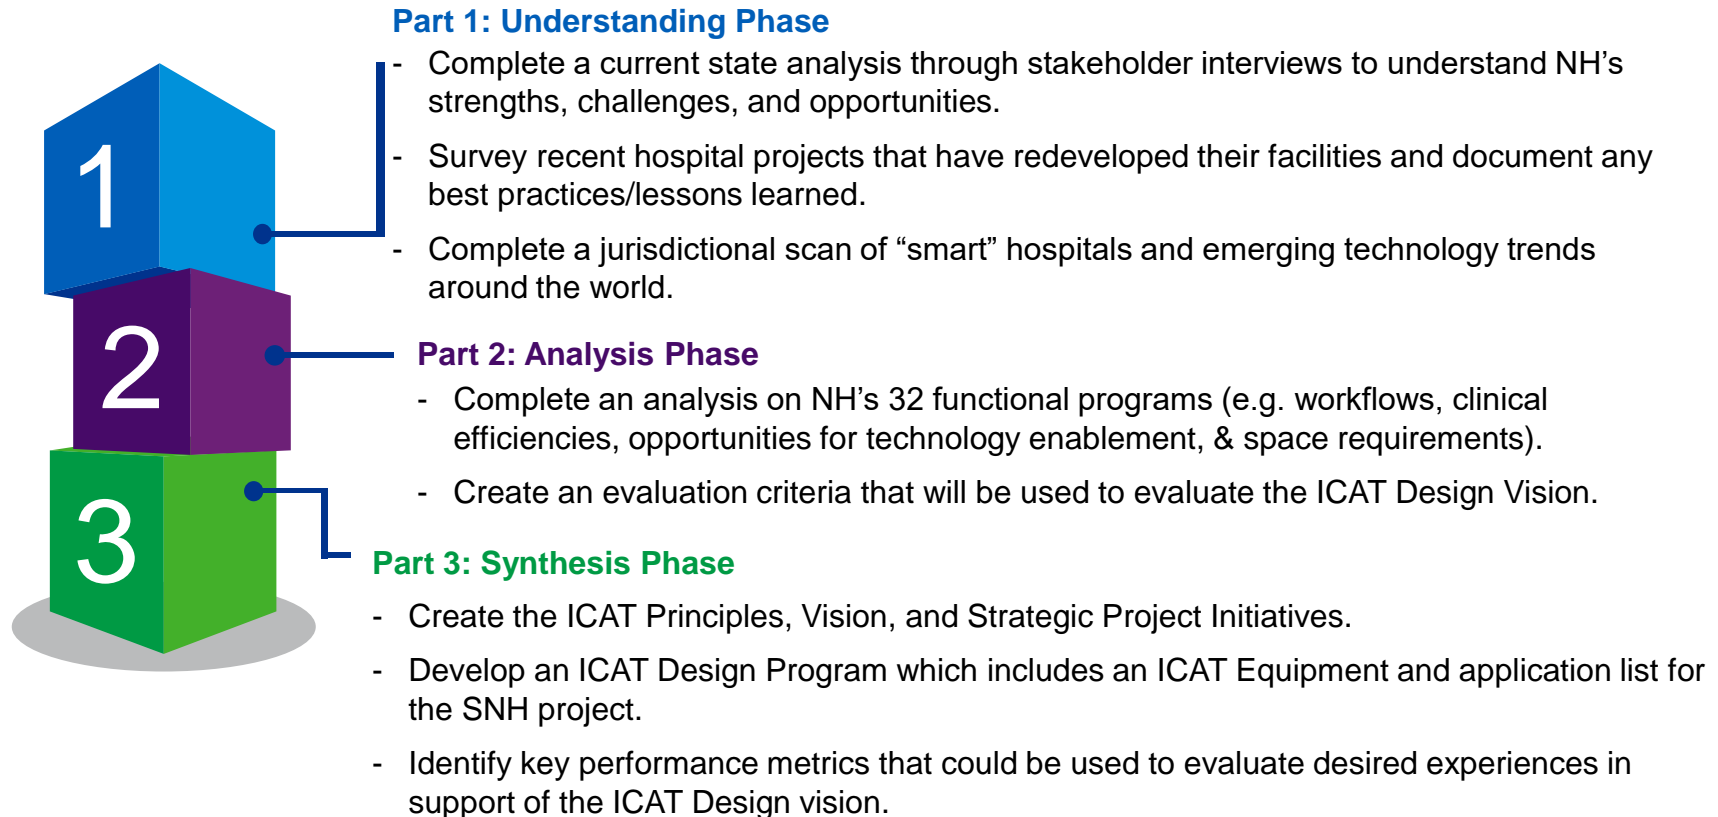 Part 1: Understanding Phase
- Complete a current state analysis through stakeholder interviews to understand NH's
strengths, challenges, and opportunities.
- Survey recent hospital projects that have redeveloped their facilities and document any
best practices/lessons learned.
- Complete a jurisdictional scan of “smart” hospitals and emerging technology trends
around the world.
1
Part 2: Analysis Phase
- Complete an analysis on NH's 32 functional programs (e.g. workflows, clinical
efficiencies, opportunities for technology enablement, & space requirements).
- Create an evaluation criteria that will be used to evaluate the ICAT Design Vision.
2
Part 3: Synthesis Phase
- Create the ICAT Principles, Vision, and Strategic Project Initiatives.
- Develop an ICAT Design Program which includes an ICAT Equipment and application list for
the SNH project.
- Identify key performance metrics that could be used to evaluate desired experiences in
support of the ICAT Design vision.
3